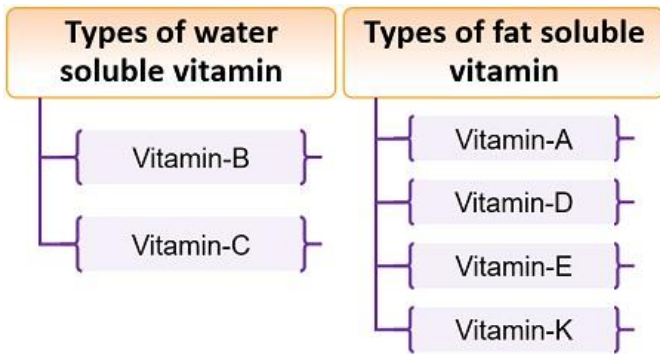 Types of water
soluble vitamin
Vitamin-B
Vitamin-C
Types of fat soluble
vitamin
Vitamin-A
Vitamin-D
Vitamin-E
Vitamin-K